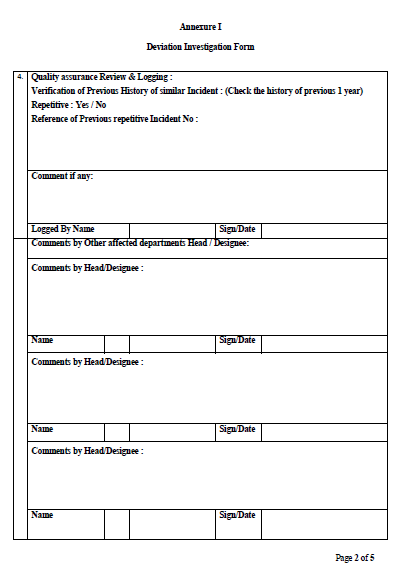 Annexure I
Deviation Investigation Form
4. Quality assurance Review & Logging :
Verification of Previous History of similar Incident : (Check the history of previous 1 year)
Repetitive : Yes / No
Reference of Previous repetitive Incident No :
Comment if any:
Logged By Name Sign/Date
Comments by Other affected departments Head / Designee:
Comments by Head/Designee :
Name Sign/Date
Comments by Head/Designee :
Name Sign/Date
Comments by Head/Designee :
Name Sign/Date
Page 2 of 5